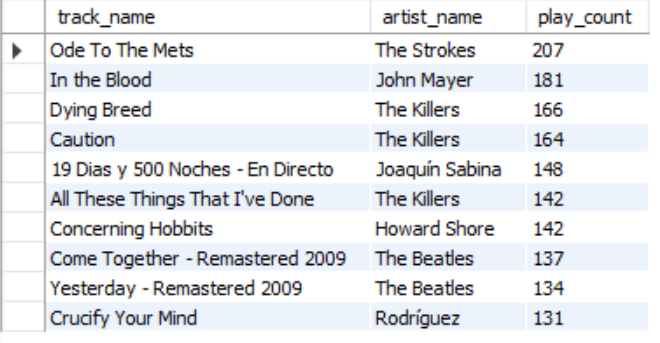 track_name artist_name play_count
Ode To The Mets The Strokes 207
In the Blood John Mayer 181
Dying Breed The Killers 166
Caution The Killers 164
19 Dias y 500 Noches - En Directo Joaquín Sabina 148
All These Things That I've Done The Killers 142
Concerning Hobbits Howard Shore 142
Come Together - Remastered 2009 The Beatles 137
Yesterday - Remastered 2009 The Beatles 134
Crucify Your Mind Rodríguez 131